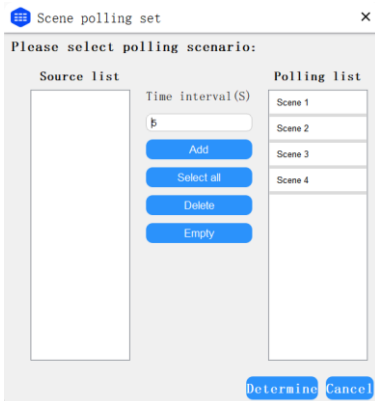 Scene polling set
Please select polling scenario:
Source list
Polling list
Time interval(S)
5
Add
Select all
Delete
Empty
Scene 1
Scene 2
Scene 3
Scene 4
Determine
Cancel